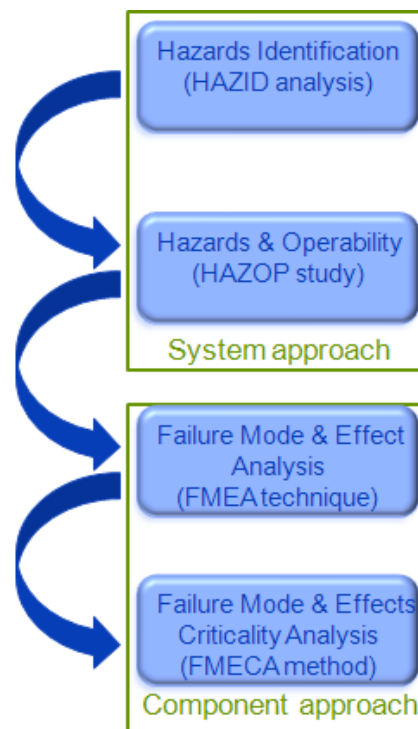 Hazards Identification
(HAZID analysis)
Hazards & Operability
(HAZOP study)
System approach
Failure Mode & Effect
Analysis
(FMEA technique)
Failure Mode & Effects
Criticality Analysis
(FMECA method)
Component approach